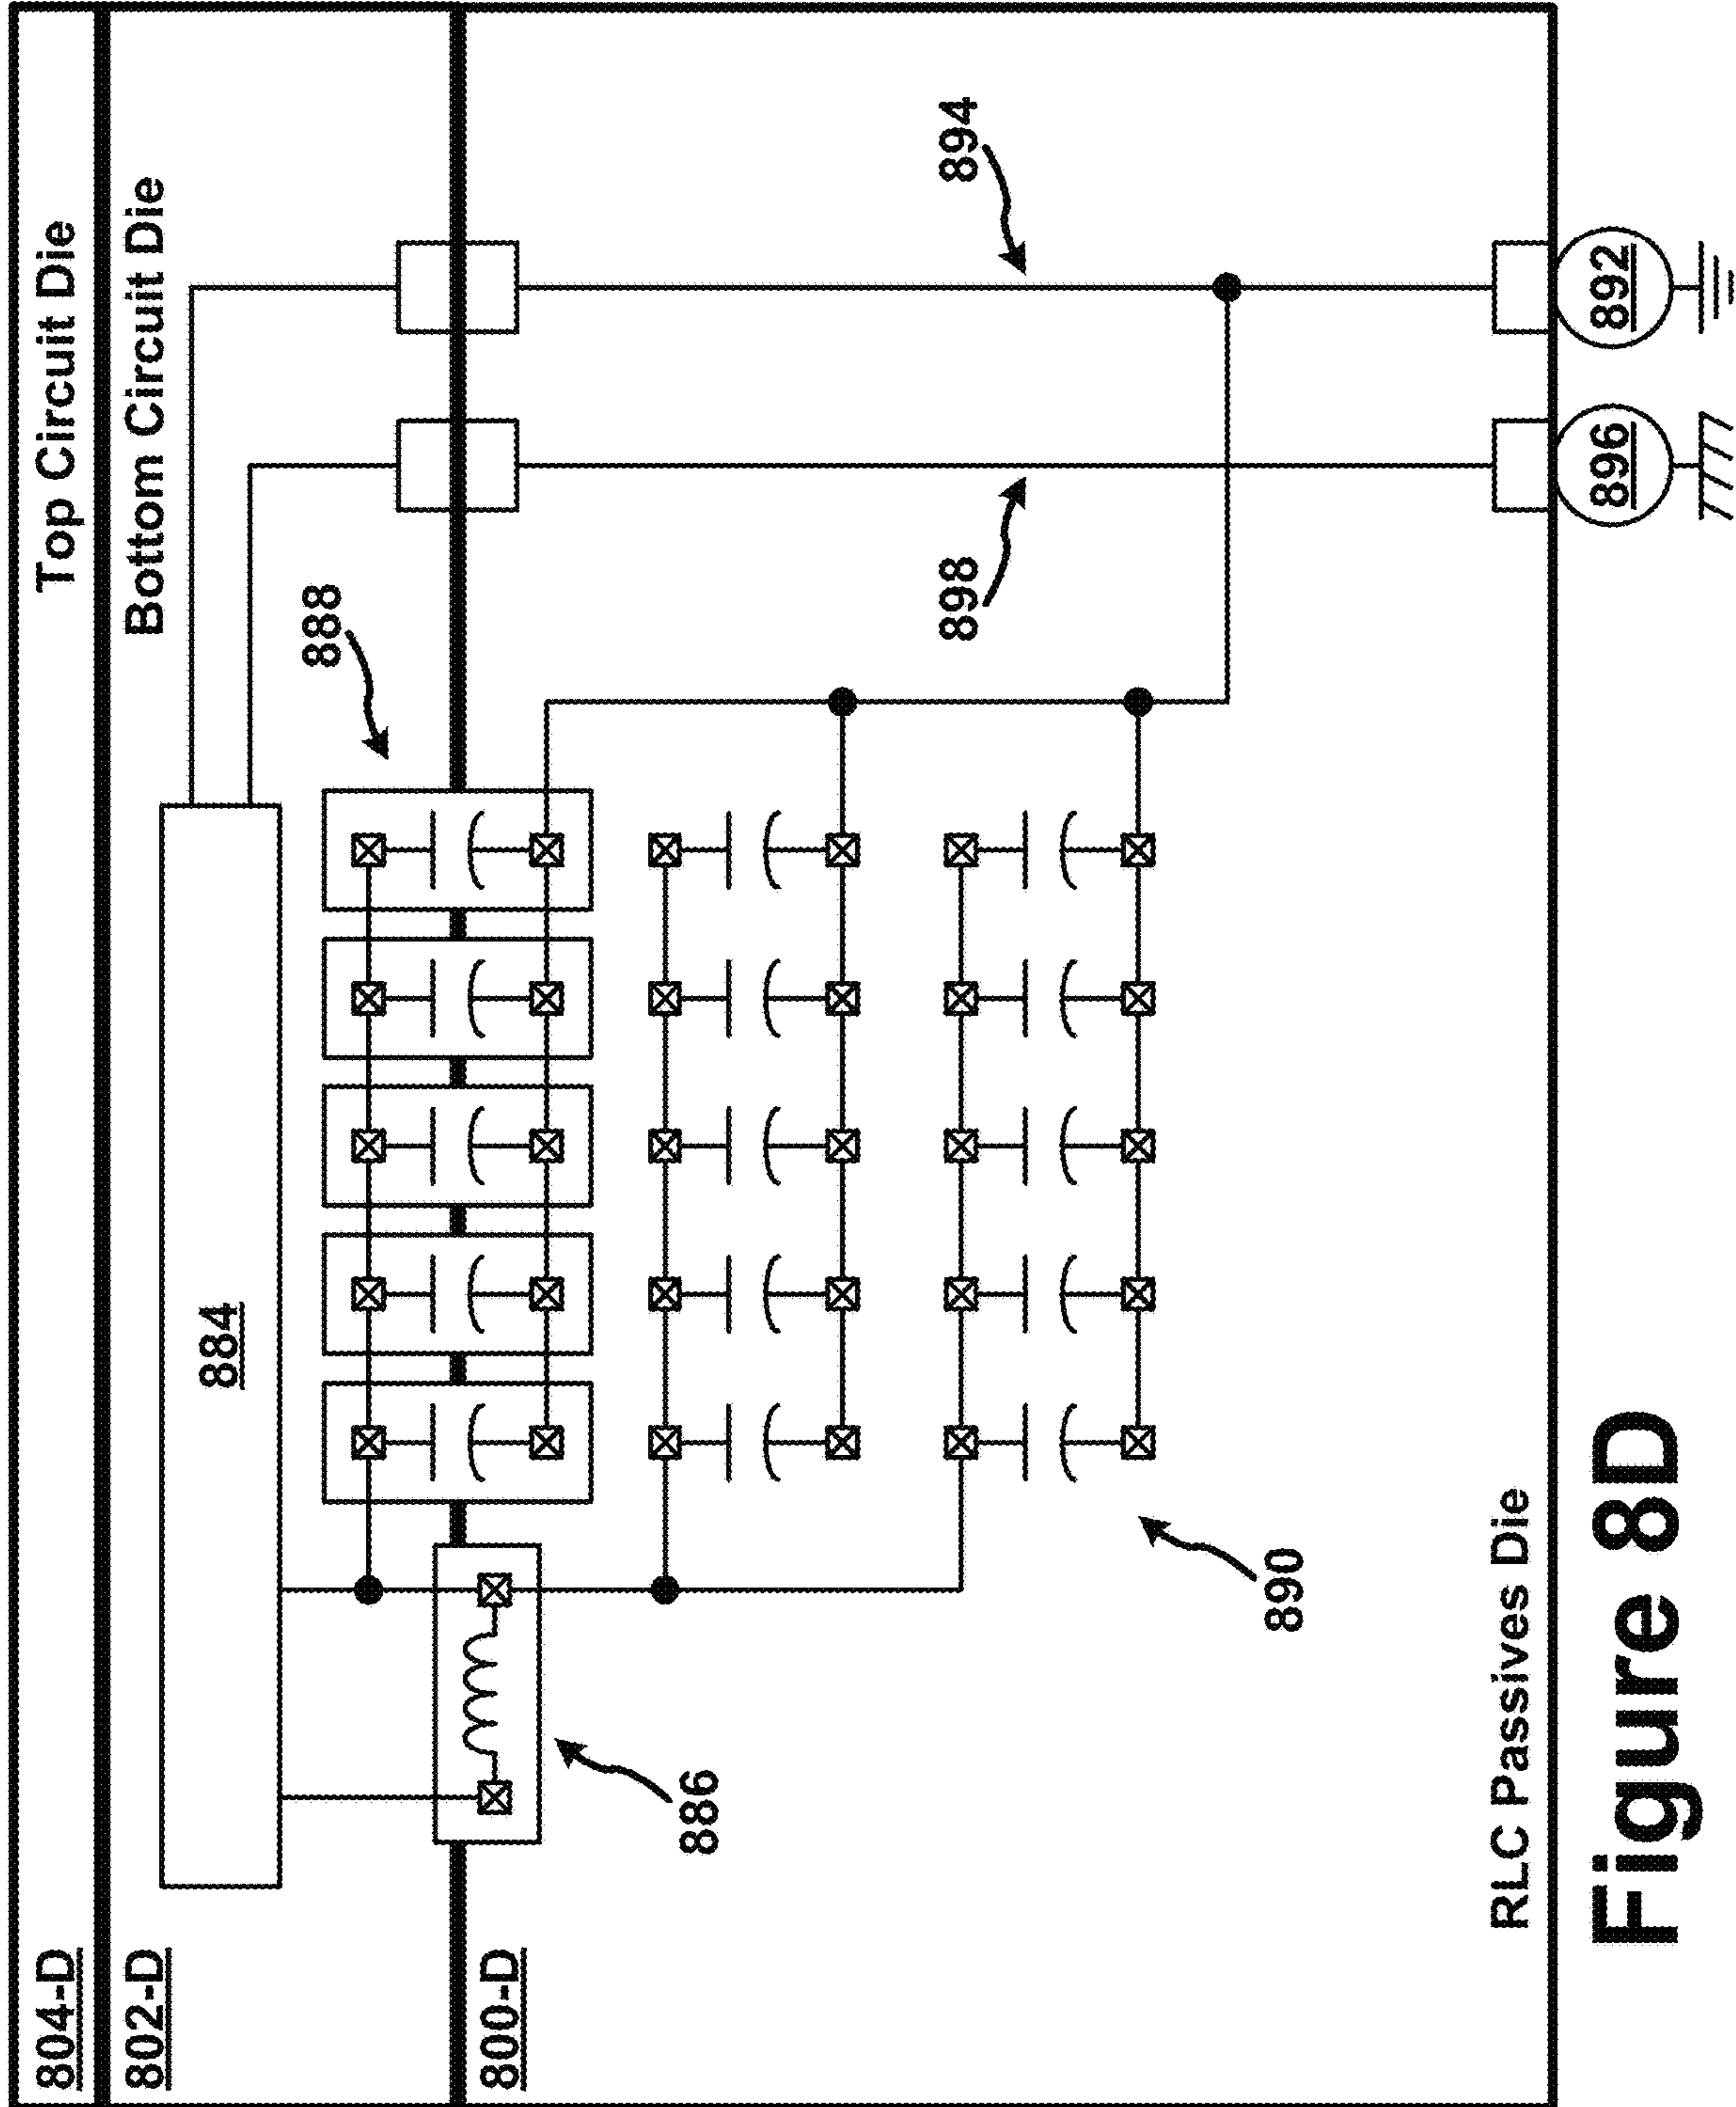 804-D
Top Circuit Die
802-D
Bottom Circuit Die
884
888
800-D
886
898
894
890
RLC Passives Die
896
892
Figure 8D